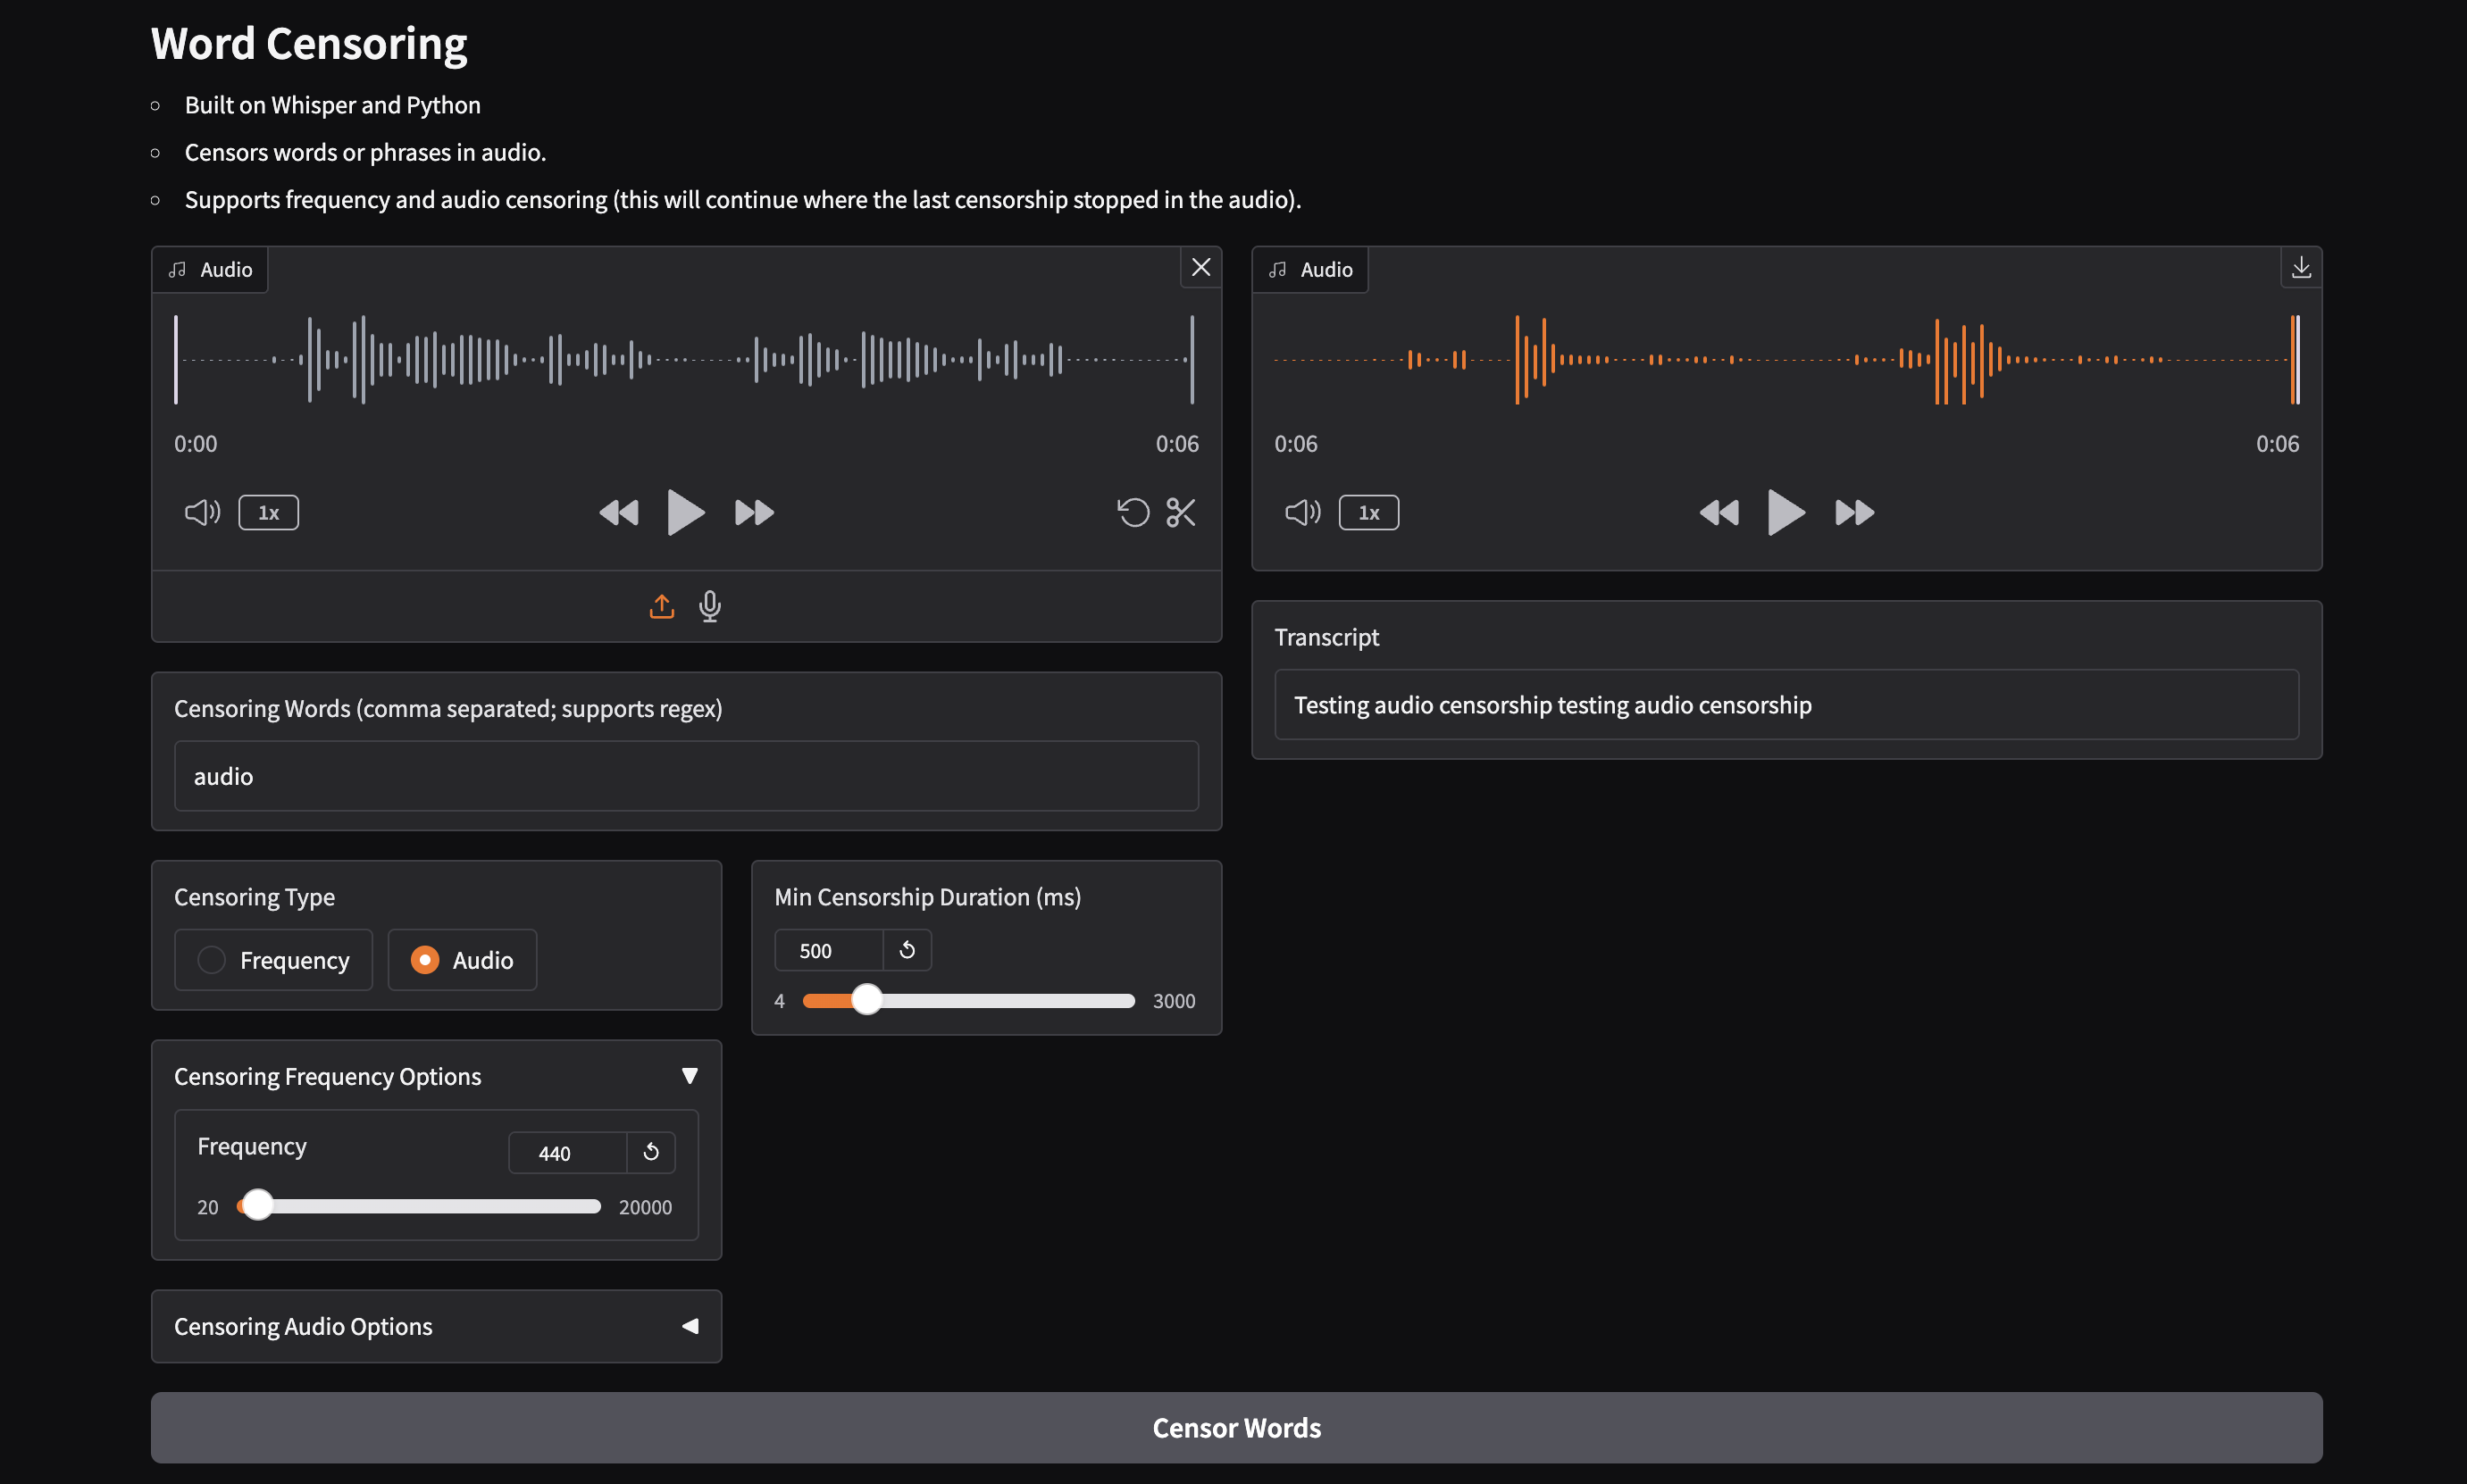 Word Censoring
Built on Whisper and Python
Censors words or phrases in audio.
Supports frequency and audio censoring (this will continue where the last censorship stopped in the audio).
Audio
0:00
0:06
1x
Censoring Words (comma separated; supports regex)
audio
Censoring Type
Frequency
Audio
Min Censorship Duration (ms)
500
4
3000
Censoring Frequency Options
Frequency
440
20
20000
Censoring Audio Options
Audio
0:06
0:06
1x
Transcript
Testing audio censorship testing audio censorship
Censor Words